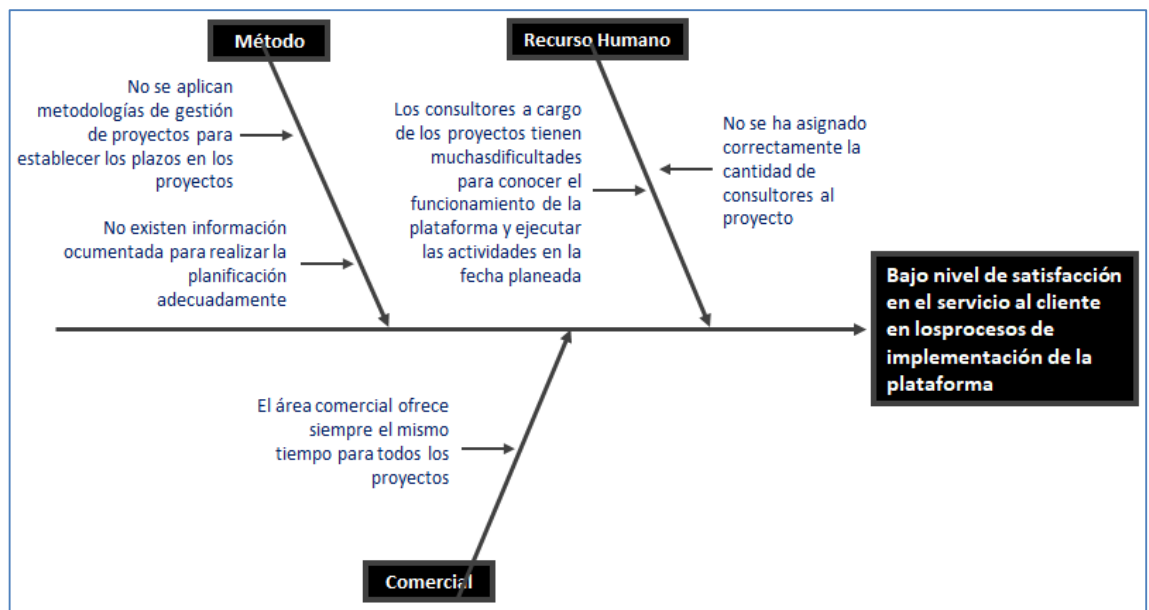 Método
Recurso Humano
No se aplican
metodologías de gestión
de proyectos para
establecer los plazos en los
proyectos
No existen información
ocumentada para realizar la
planificación
adecuadamente
Los consultores a cargo
de los proyectos tienen
muchasdificultades
para conocer el
funcionamiento de la
plataforma y ejecutar
las actividades en la
fecha planeada
No se ha asignado
correctamente la
cantidad de
consultores al
proyecto
Bajo nivel de satisfacción
en el servicio al cliente
en losprocesos de
implementación de la
plataforma
El área comercial ofrece
siempre el mismo
tiempo para todos los
proyectos
Comercial